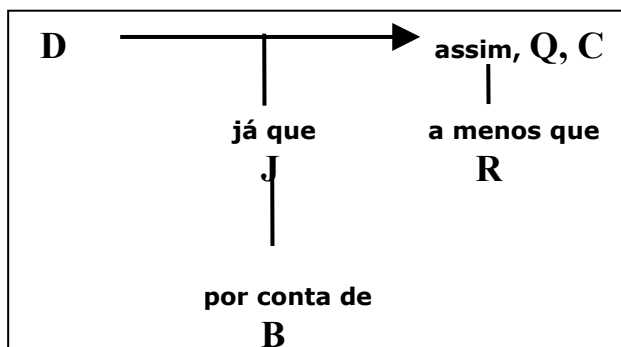 D assim, Q, C
já que a menos que
J R
por conta de
B